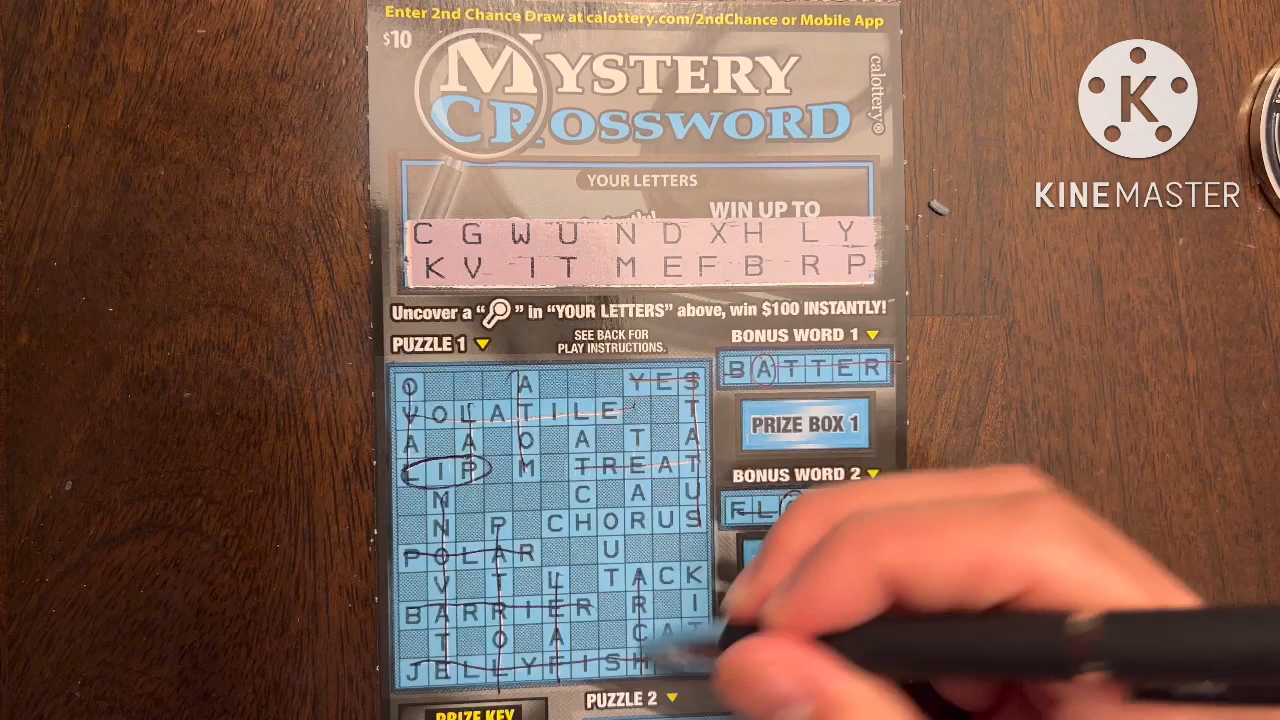 Enter 2nd Chance Draw at calottery.com/2ndChance or Mobile App
$10
MYSTERY
CROSSWORD
calottery®
K
KINEMASTER
YOUR LETTERS
WIN UP TO
C G W U N D X H L Y
K V I T M E F B R P
Uncover a " " in "YOUR LETTERS" above, win $100 INSTANTLY!
PUZZLE 1
SEE BACK FOR
PLAY INSTRUCTIONS.
BONUS WORD 1
BATTER
PRIZE BOX 1
BONUS WORD 2
O A YES
VOLATILE T
A A O A T A
LIP M TREAT
N C A U
N P CHORUS
POLAR U
V T L TACK
BARRIER R I
T O A CAT
JELLYFISH
PUZZLE 2
PRIZE KEY